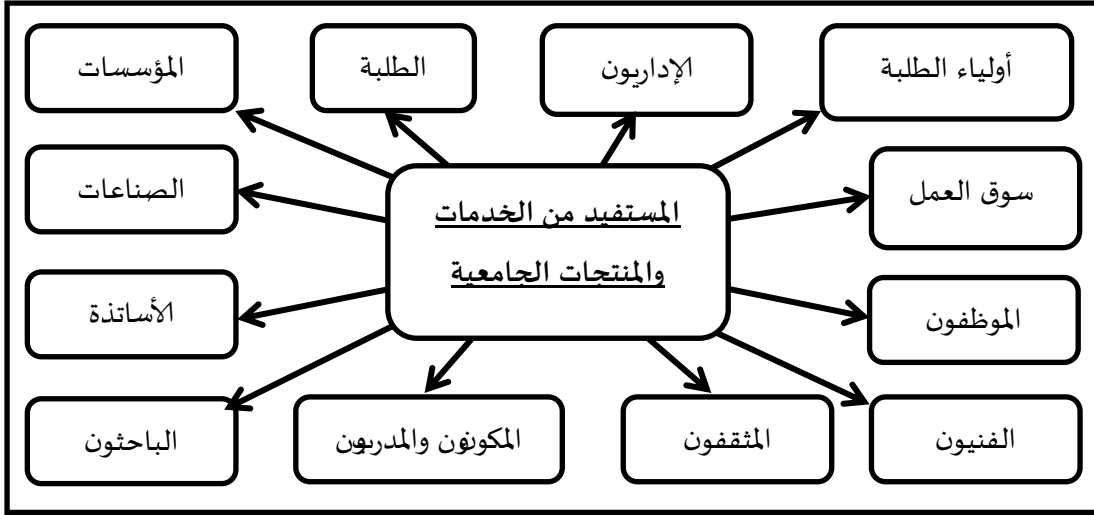 أولياء الطلبة
الإداريون
الطلبة
المؤسسات
سوق العمل
الصناعات
المستفيد من الخدمات
والمنتجات الجامعية
الموظفون
الأساتذة
الفنيون
المثقفون
المكونون والمدربون
الباحثون